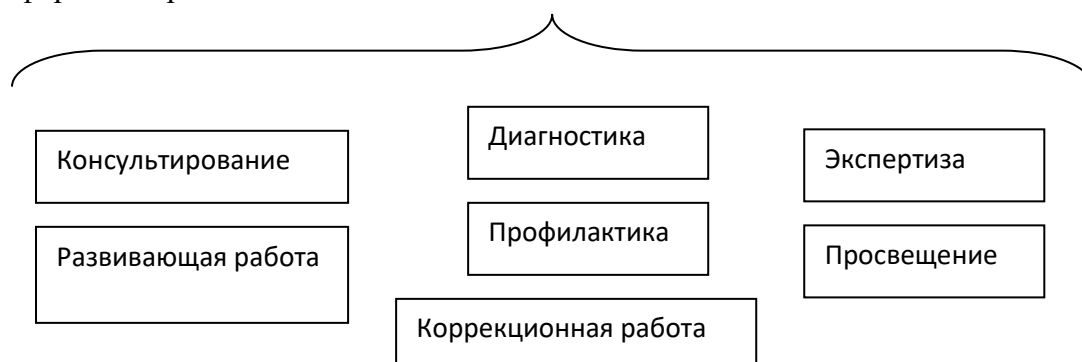 Диагностика
Консультирование
Экспертиза
Профилактика
Развивающая работа
Просвещение
Коррекционная работа